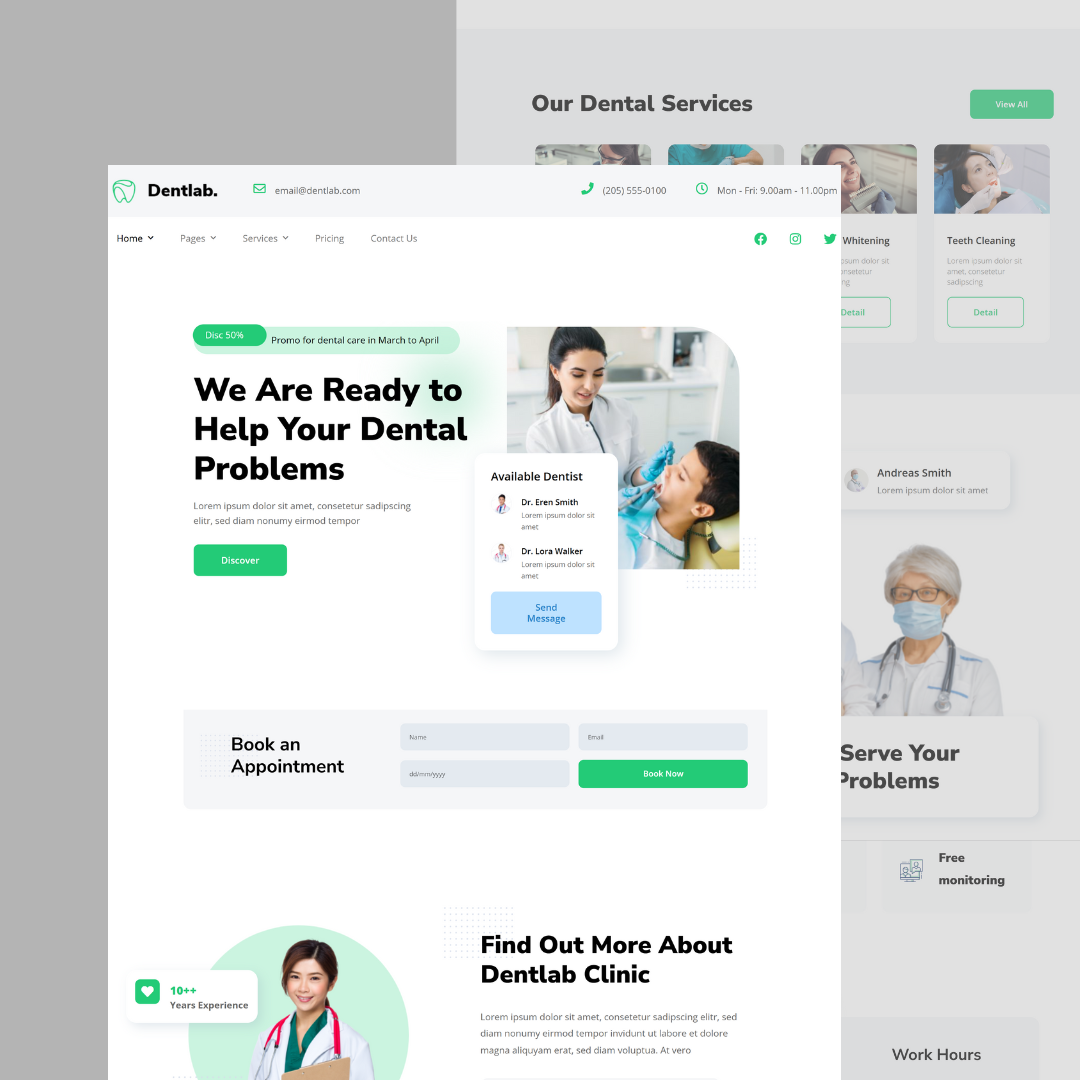 Our Dental Services
View All
Whitening
Teeth Cleaning
Lorem ipsum dolor sit
amet, consetetur
sadipscing
Detail
Detail
Andreas Smith
Lorem ipsum dolor sit amet
Serve Your
Problems
Free
monitoring
Work Hours
Dentlab.
email@dentlab.com
(205) 555-0100
Mon - Fri: 9.00am - 11.00pm
Home
Pages
Services
Pricing
Contact Us
Disc 50%
Promo for dental care in March to April
We Are Ready to
Help Your Dental
Problems
Lorem ipsum dolor sit amet, consetetur sadipscing
elitr, sed diam nonumy eirmod tempor
Discover
Available Dentist
Dr. Eren Smith
Lorem ipsum dolor sit
amet
Dr. Lora Walker
Lorem ipsum dolor sit
amet
Send
Message
Book an
Appointment
Name
Email
dd/mm/yyyy
Book Now
10++
Years Experience
Find Out More About
Dentlab Clinic
Lorem ipsum dolor sit amet, consetetur sadipscing elitr, sed
diam nonumy eirmod tempor invidunt ut labore et dolore
magna aliquyam erat, sed diam voluptua. At vero